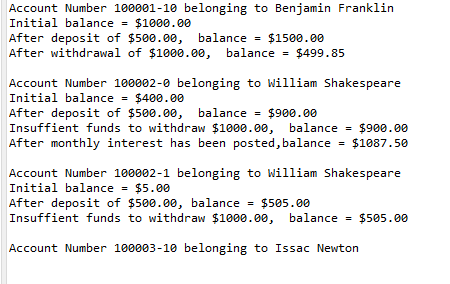 Account Number 100001-10 belonging to Benjamin Franklin
Initial balance = $1000.00
After deposit of $500.00,  balance = $1500.00
After withdrawal of $1000.00,  balance = $499.85
Account Number 100002-0 belonging to William Shakespeare
Initial balance = $400.00
After deposit of $500.00,  balance = $900.00
Insuffient funds to withdraw $1000.00,  balance = $900.00
After monthly interest has been posted,balance = $1087.50
Account Number 100002-1 belonging to William Shakespeare
Initial balance = $5.00
After deposit of $500.00, balance = $505.00
Insuffient funds to withdraw $1000.00,  balance = $505.00
Account Number 100003-10 belonging to Issac Newton